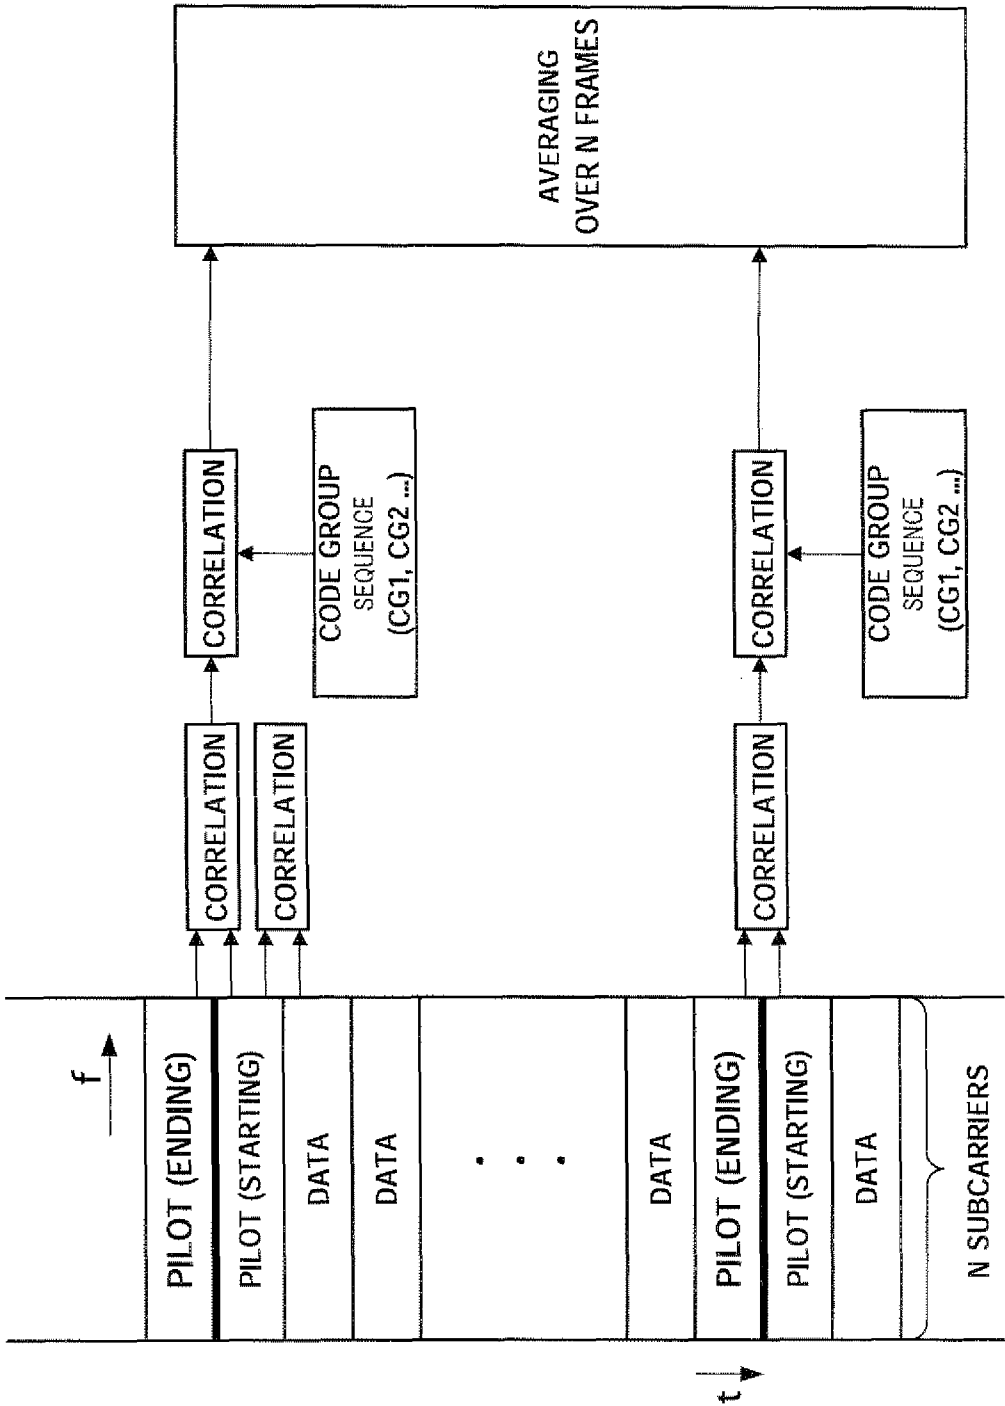 f
PILOT (ENDING)
PILOT (STARTING)
DATA
DATA
. . .
DATA
PILOT (ENDING)
PILOT (STARTING)
DATA
N SUBCARRIERS
t
CORRELATION
CORRELATION
CORRELATION
CORRELATION
CODE GROUP
SEQUENCE
(CG1, CG2 ...)
CORRELATION
CODE GROUP
SEQUENCE
(CG1, CG2 ...)
AVERAGING
OVER N FRAMES